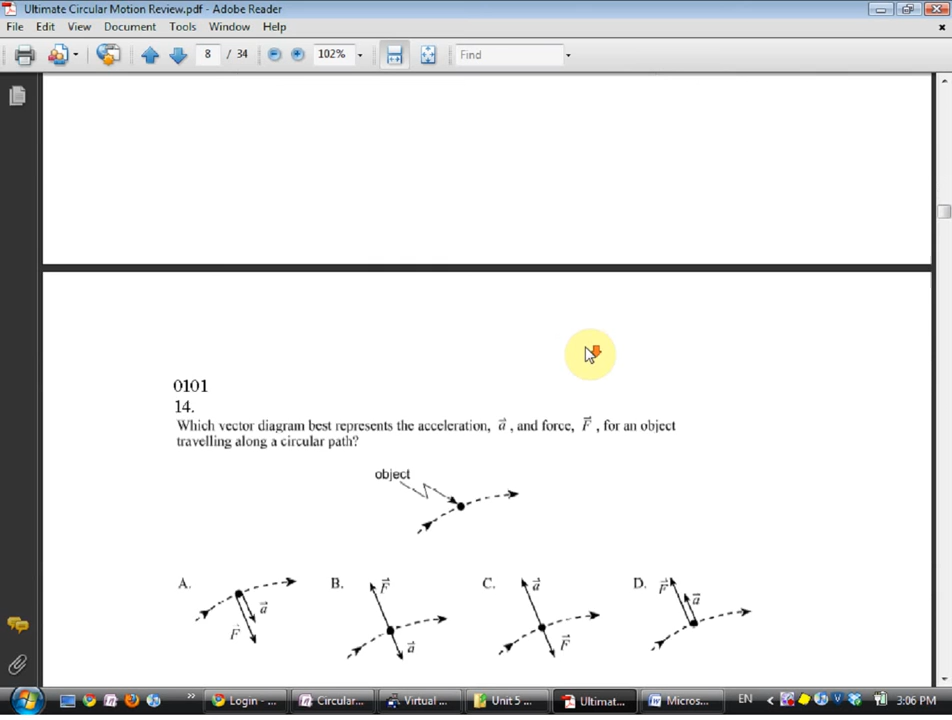 Ultimate Circular Motion Review.pdf - Adobe Reader
File Edit View Document Tools Window Help
8 / 34 102% Find
0101
14.
Which vector diagram best represents the acceleration, a⃗ , and force, F⃗ , for an object
travelling along a circular path?
object
A. B. C. D.
F⃗ a⃗ F⃗
a⃗ a⃗
F⃗ a⃗ F⃗
Login - ... Circular... Virtual ... Unit 5 ... Ultimat... Micros... EN 3:06 PM